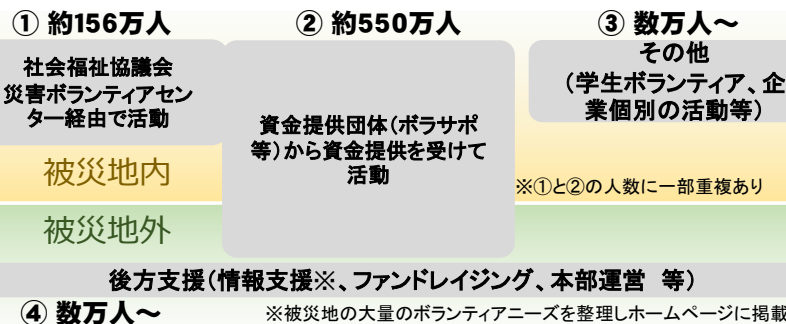 ① 約156万人
② 約550万人
③ 数万人～
社会福祉協議会
災害ボランティアセン
ター経由で活動
資金提供団体（ボラサポ
等）から資金提供を受けて
活動
その他
（学生ボランティア、企
業個別の活動等）
被災地内
※①と②の人数に一部重複あり
被災地外
後方支援（情報支援※、ファンドレイジング、本部運営　等）
④ 数万人～
※被災地の大量のボランティアニーズを整理しホームページに掲載